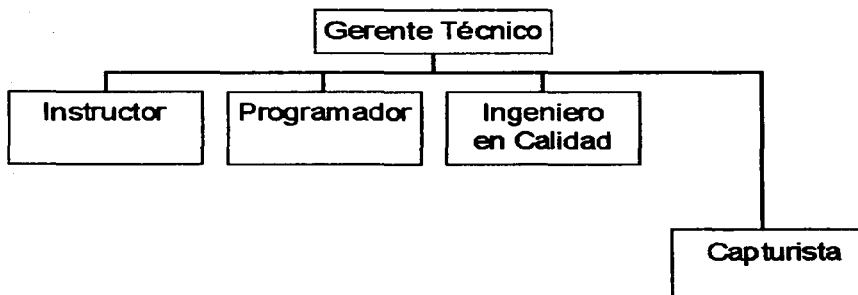 Gerente Técnico
Instructor
Programador
Ingeniero
en Calidad
Capturista